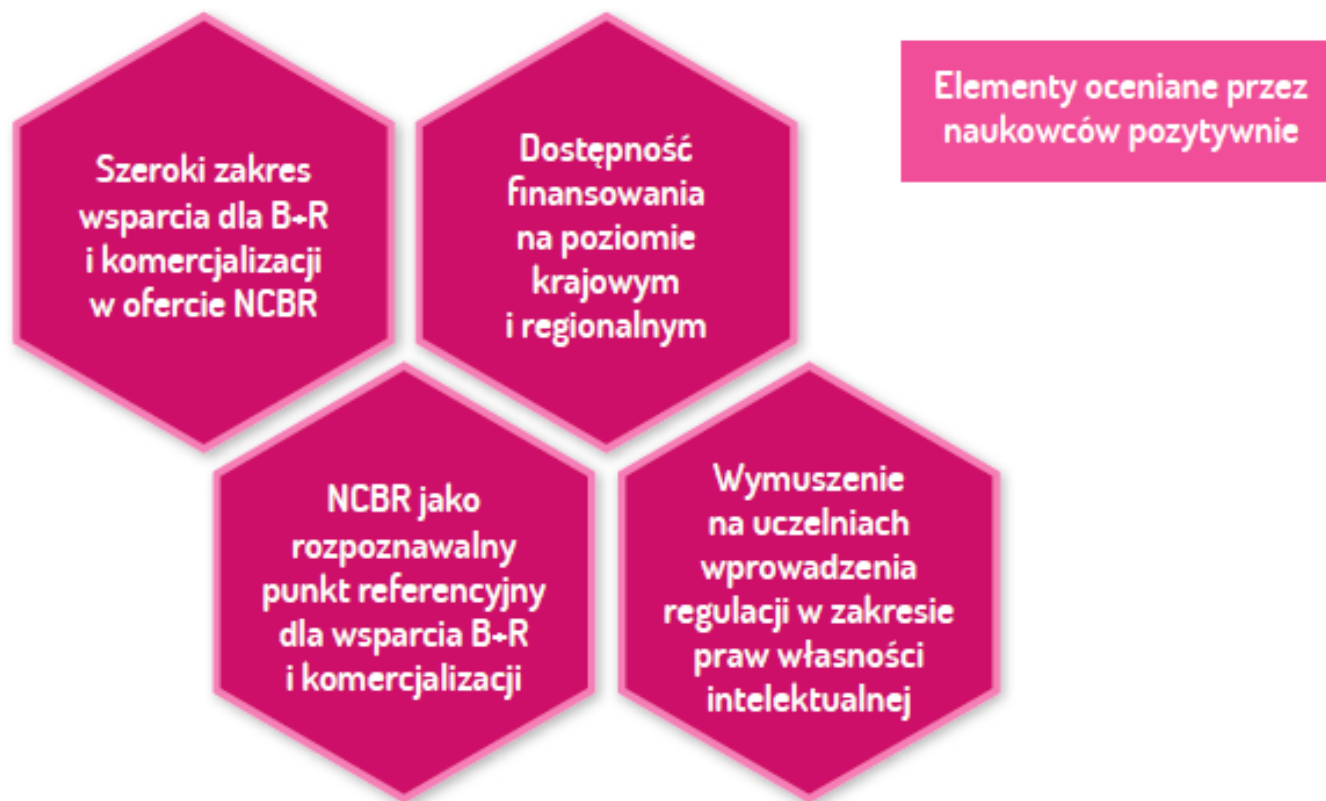 Elementy oceniane przez
naukowców pozytywnie
Szeroki zakres
wsparcia dla B+R
i komercjalizacji
w ofercie NCBR
Dostępność
finansowania
na poziomie
krajowym
i regionalnym
NCBR jako
rozpoznawalny
punkt referencyjny
dla wsparcia B+R
i komercjalizacji
Wymuszenie
na uczelniach
wprowadzenia
regulacji w zakresie
praw własności
intelektualnej